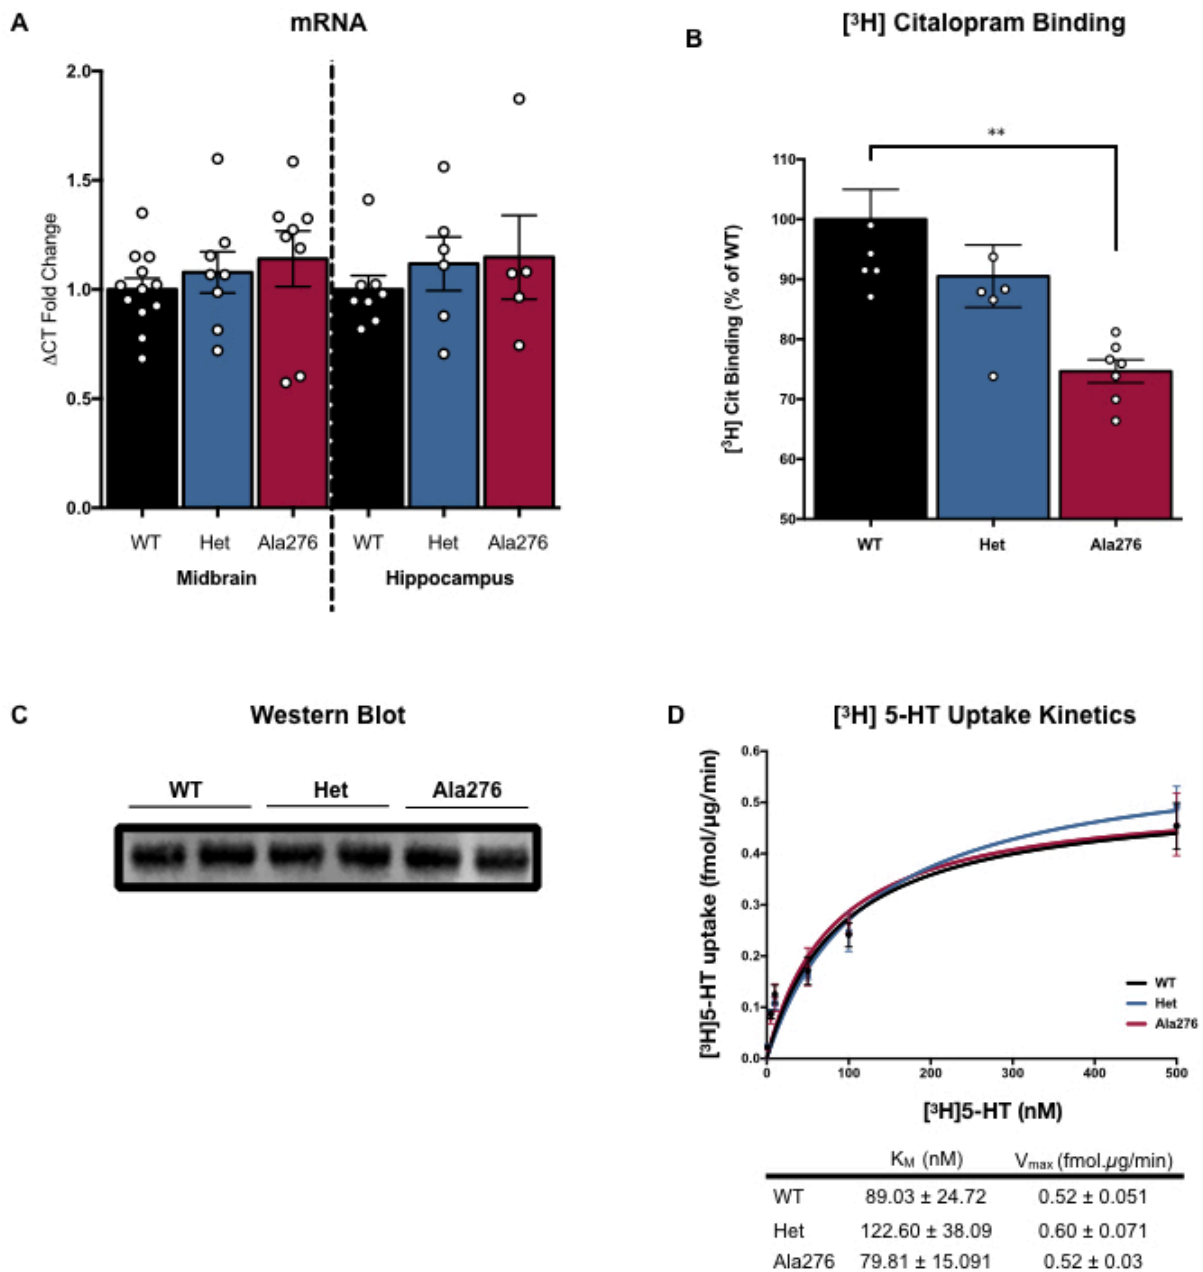 A
mRNA
2.0
1.5
1.0
0.5
0.0
ΔCT Fold Change
WT Het Ala276 WT Het Ala276
Midbrain Hippocampus
B
[³H] Citalopram Binding
**
110
100
90
80
70
60
50
[³H] Cit Binding (% of WT)
WT Het Ala276
C
Western Blot
WT Het Ala276
D
[³H] 5-HT Uptake Kinetics
0.6
0.5
0.4
0.3
0.2
0.1
0.0
[³H]5-HT uptake (fmol/µg/min)
WT
Het
Ala276
0 100 200 300 400 500
[³H]5-HT (nM)
K_M (nM) V_max (fmol.µg/min)
WT 89.03 ± 24.72 0.52 ± 0.051
Het 122.60 ± 38.09 0.60 ± 0.071
Ala276 79.81 ± 15.091 0.52 ± 0.03